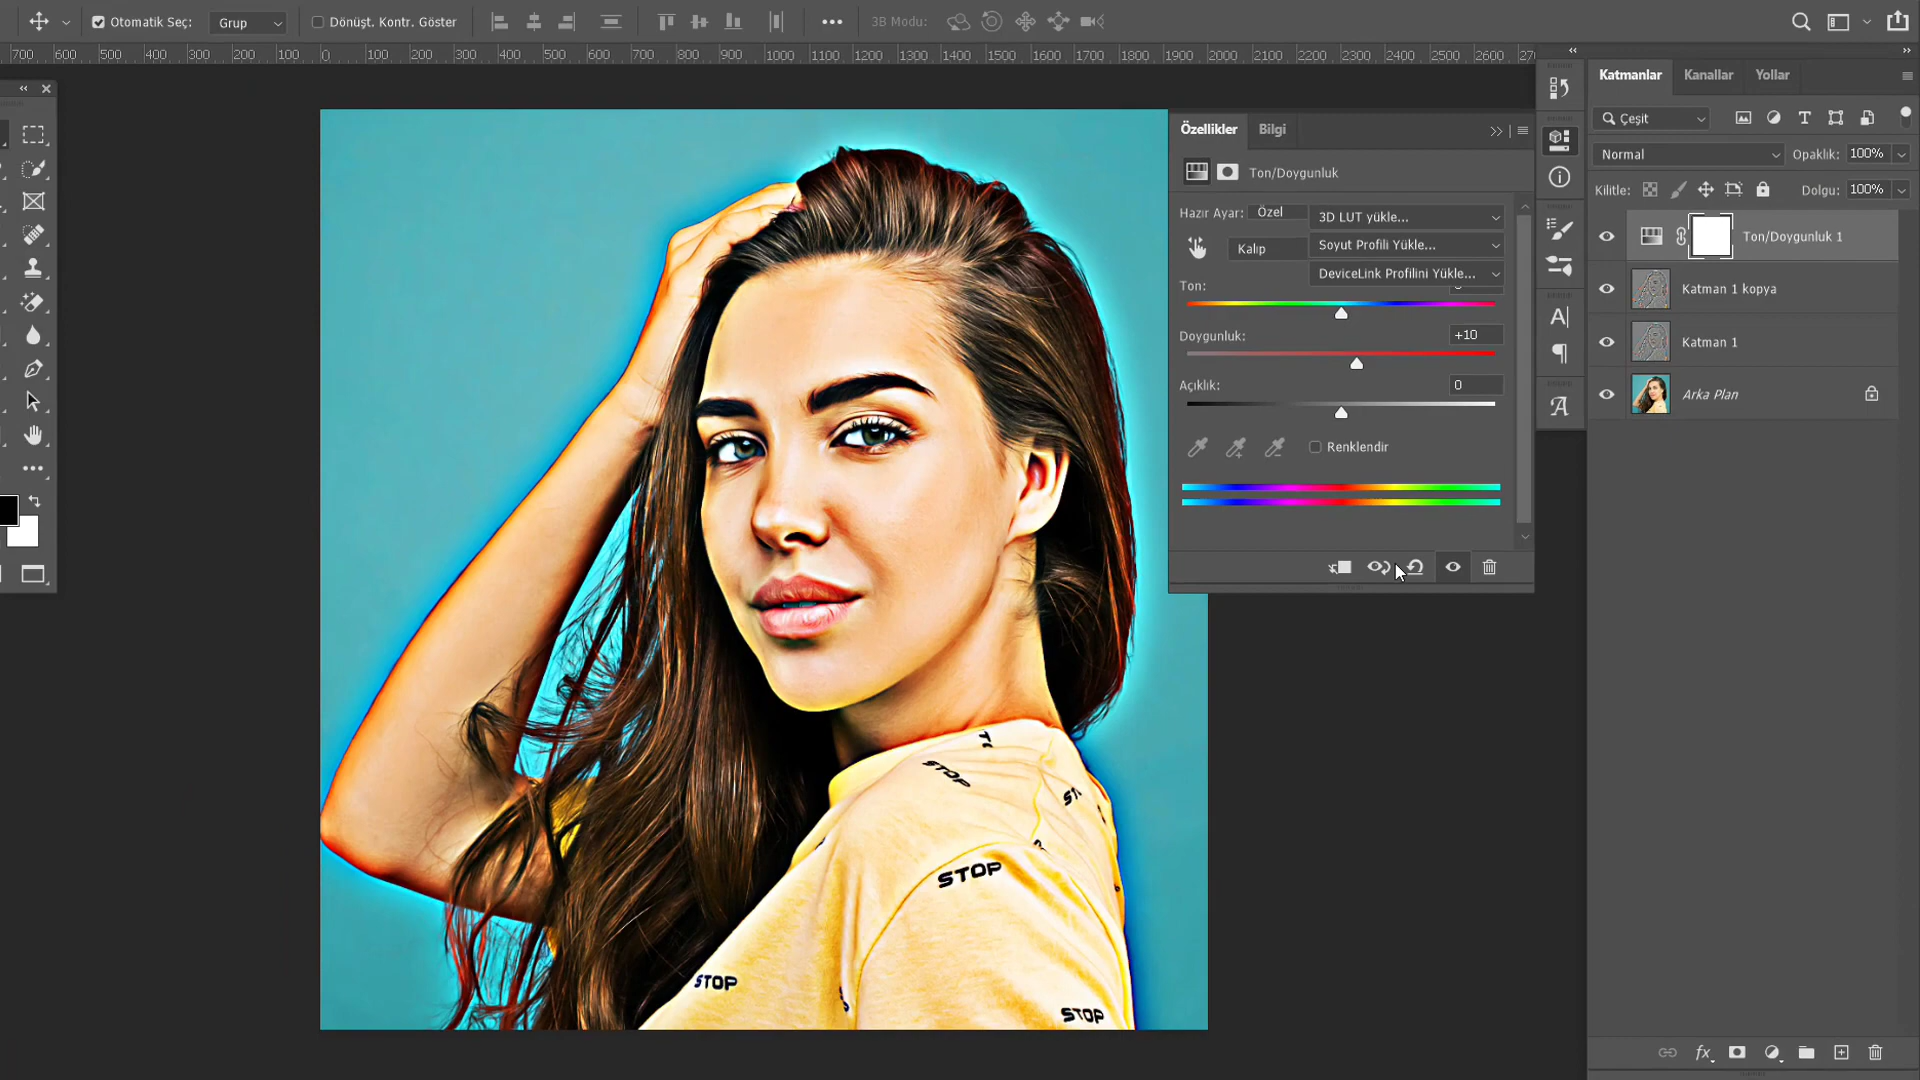 Otomatik Seç:
Grup
Dönüşt. Kontr. Göster
3B Modu:
700 600 500 400 300 200 100 0 100 200 300 400 500 600 700 800 900 1000 1100 1200 1300 1400 1500 1600 1700 1800 1900 2000 2100 2200 2300 2400 2500 2600
Özellikler
Bilgi
Ton/Doygunluk
Hazır Ayar:
Özel
3D LUT yükle...
Kalıp
Soyut Profili Yükle...
DeviceLink Profilini Yükle...
Ton:
Doygunluk:
+10
Açıklık:
0
Renklendir
Katmanlar
Kanallar
Yollar
Çeşit
Normal
Opaklık:
100%
Kilitle:
Dolgu:
100%
Ton/Doygunluk 1
Katman 1 kopya
Katman 1
Arka Plan
STOP
STOP
STOP
STOP